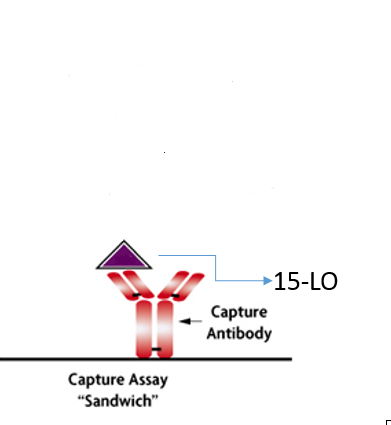 15-LO
Capture
Antibody
Capture Assay
“Sandwich”